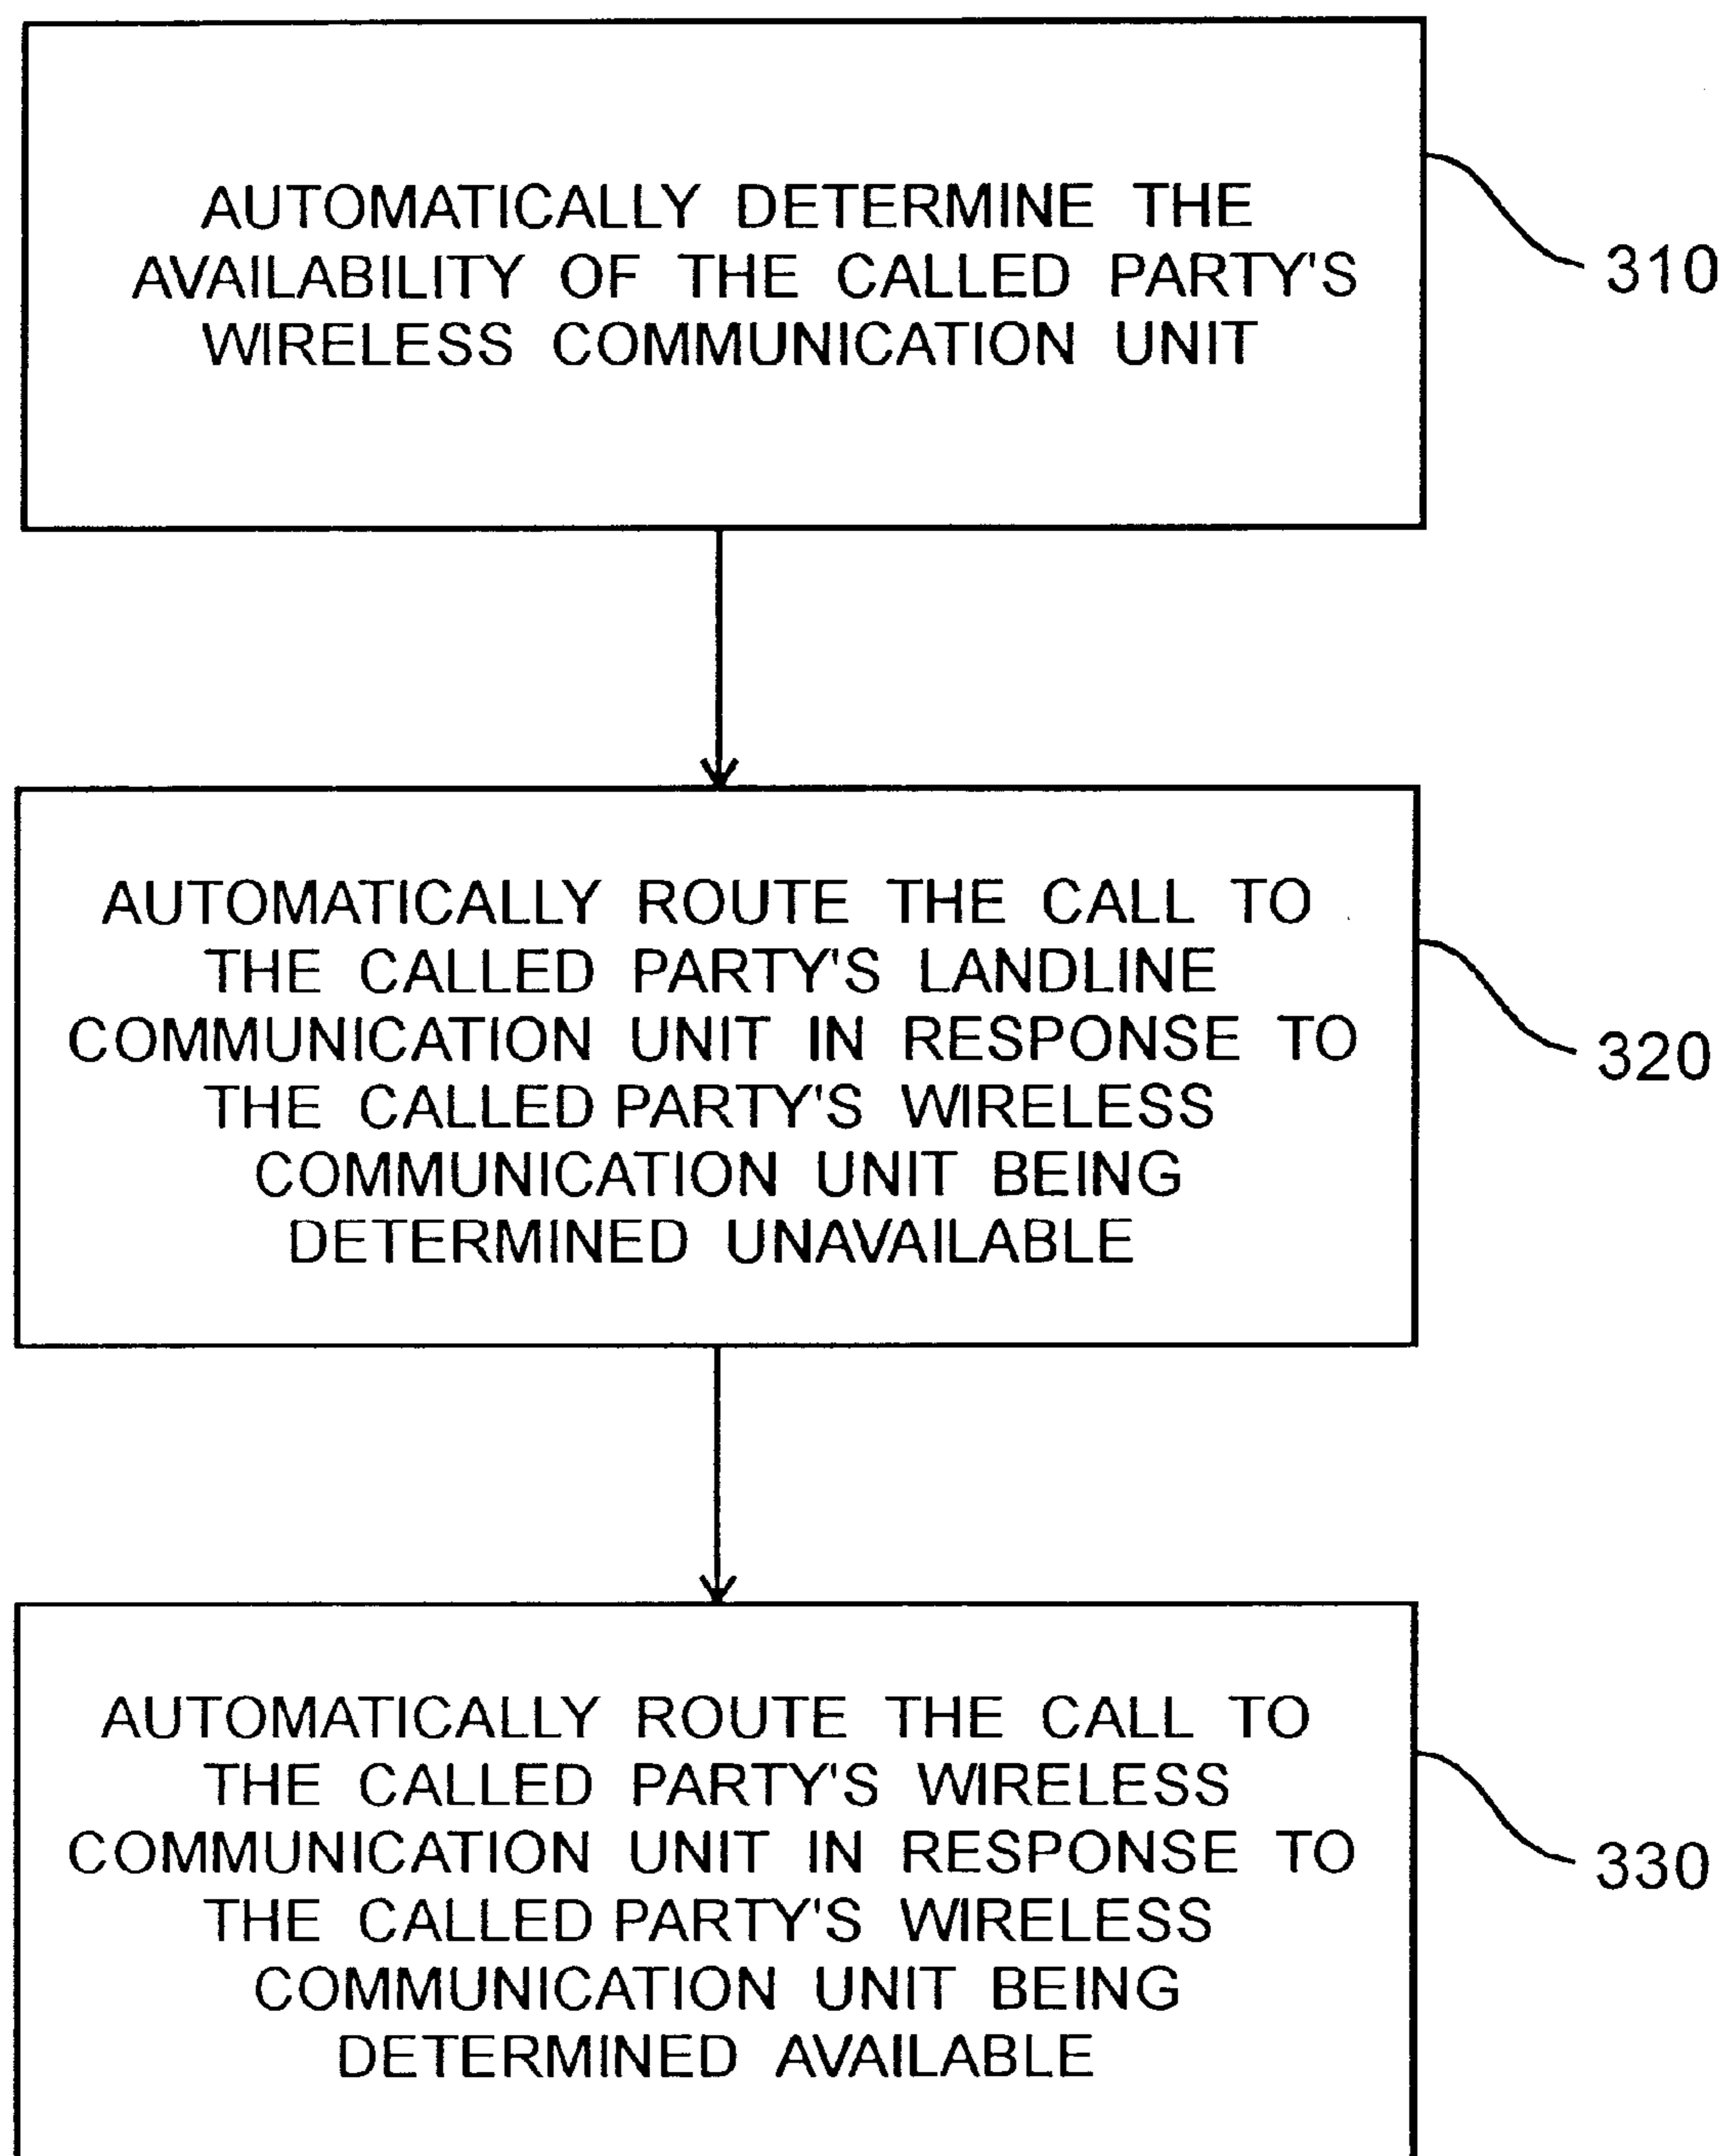 AUTOMATICALLY DETERMINE THE
AVAILABILITY OF THE CALLED PARTY'S
WIRELESS COMMUNICATION UNIT
310
AUTOMATICALLY ROUTE THE CALL TO
THE CALLED PARTY'S LANDLINE
COMMUNICATION UNIT IN RESPONSE TO
THE CALLED PARTY'S WIRELESS
COMMUNICATION UNIT BEING
DETERMINED UNAVAILABLE
320
AUTOMATICALLY ROUTE THE CALL TO
THE CALLED PARTY'S WIRELESS
COMMUNICATION UNIT IN RESPONSE TO
THE CALLED PARTY'S WIRELESS
COMMUNICATION UNIT BEING
DETERMINED AVAILABLE
330